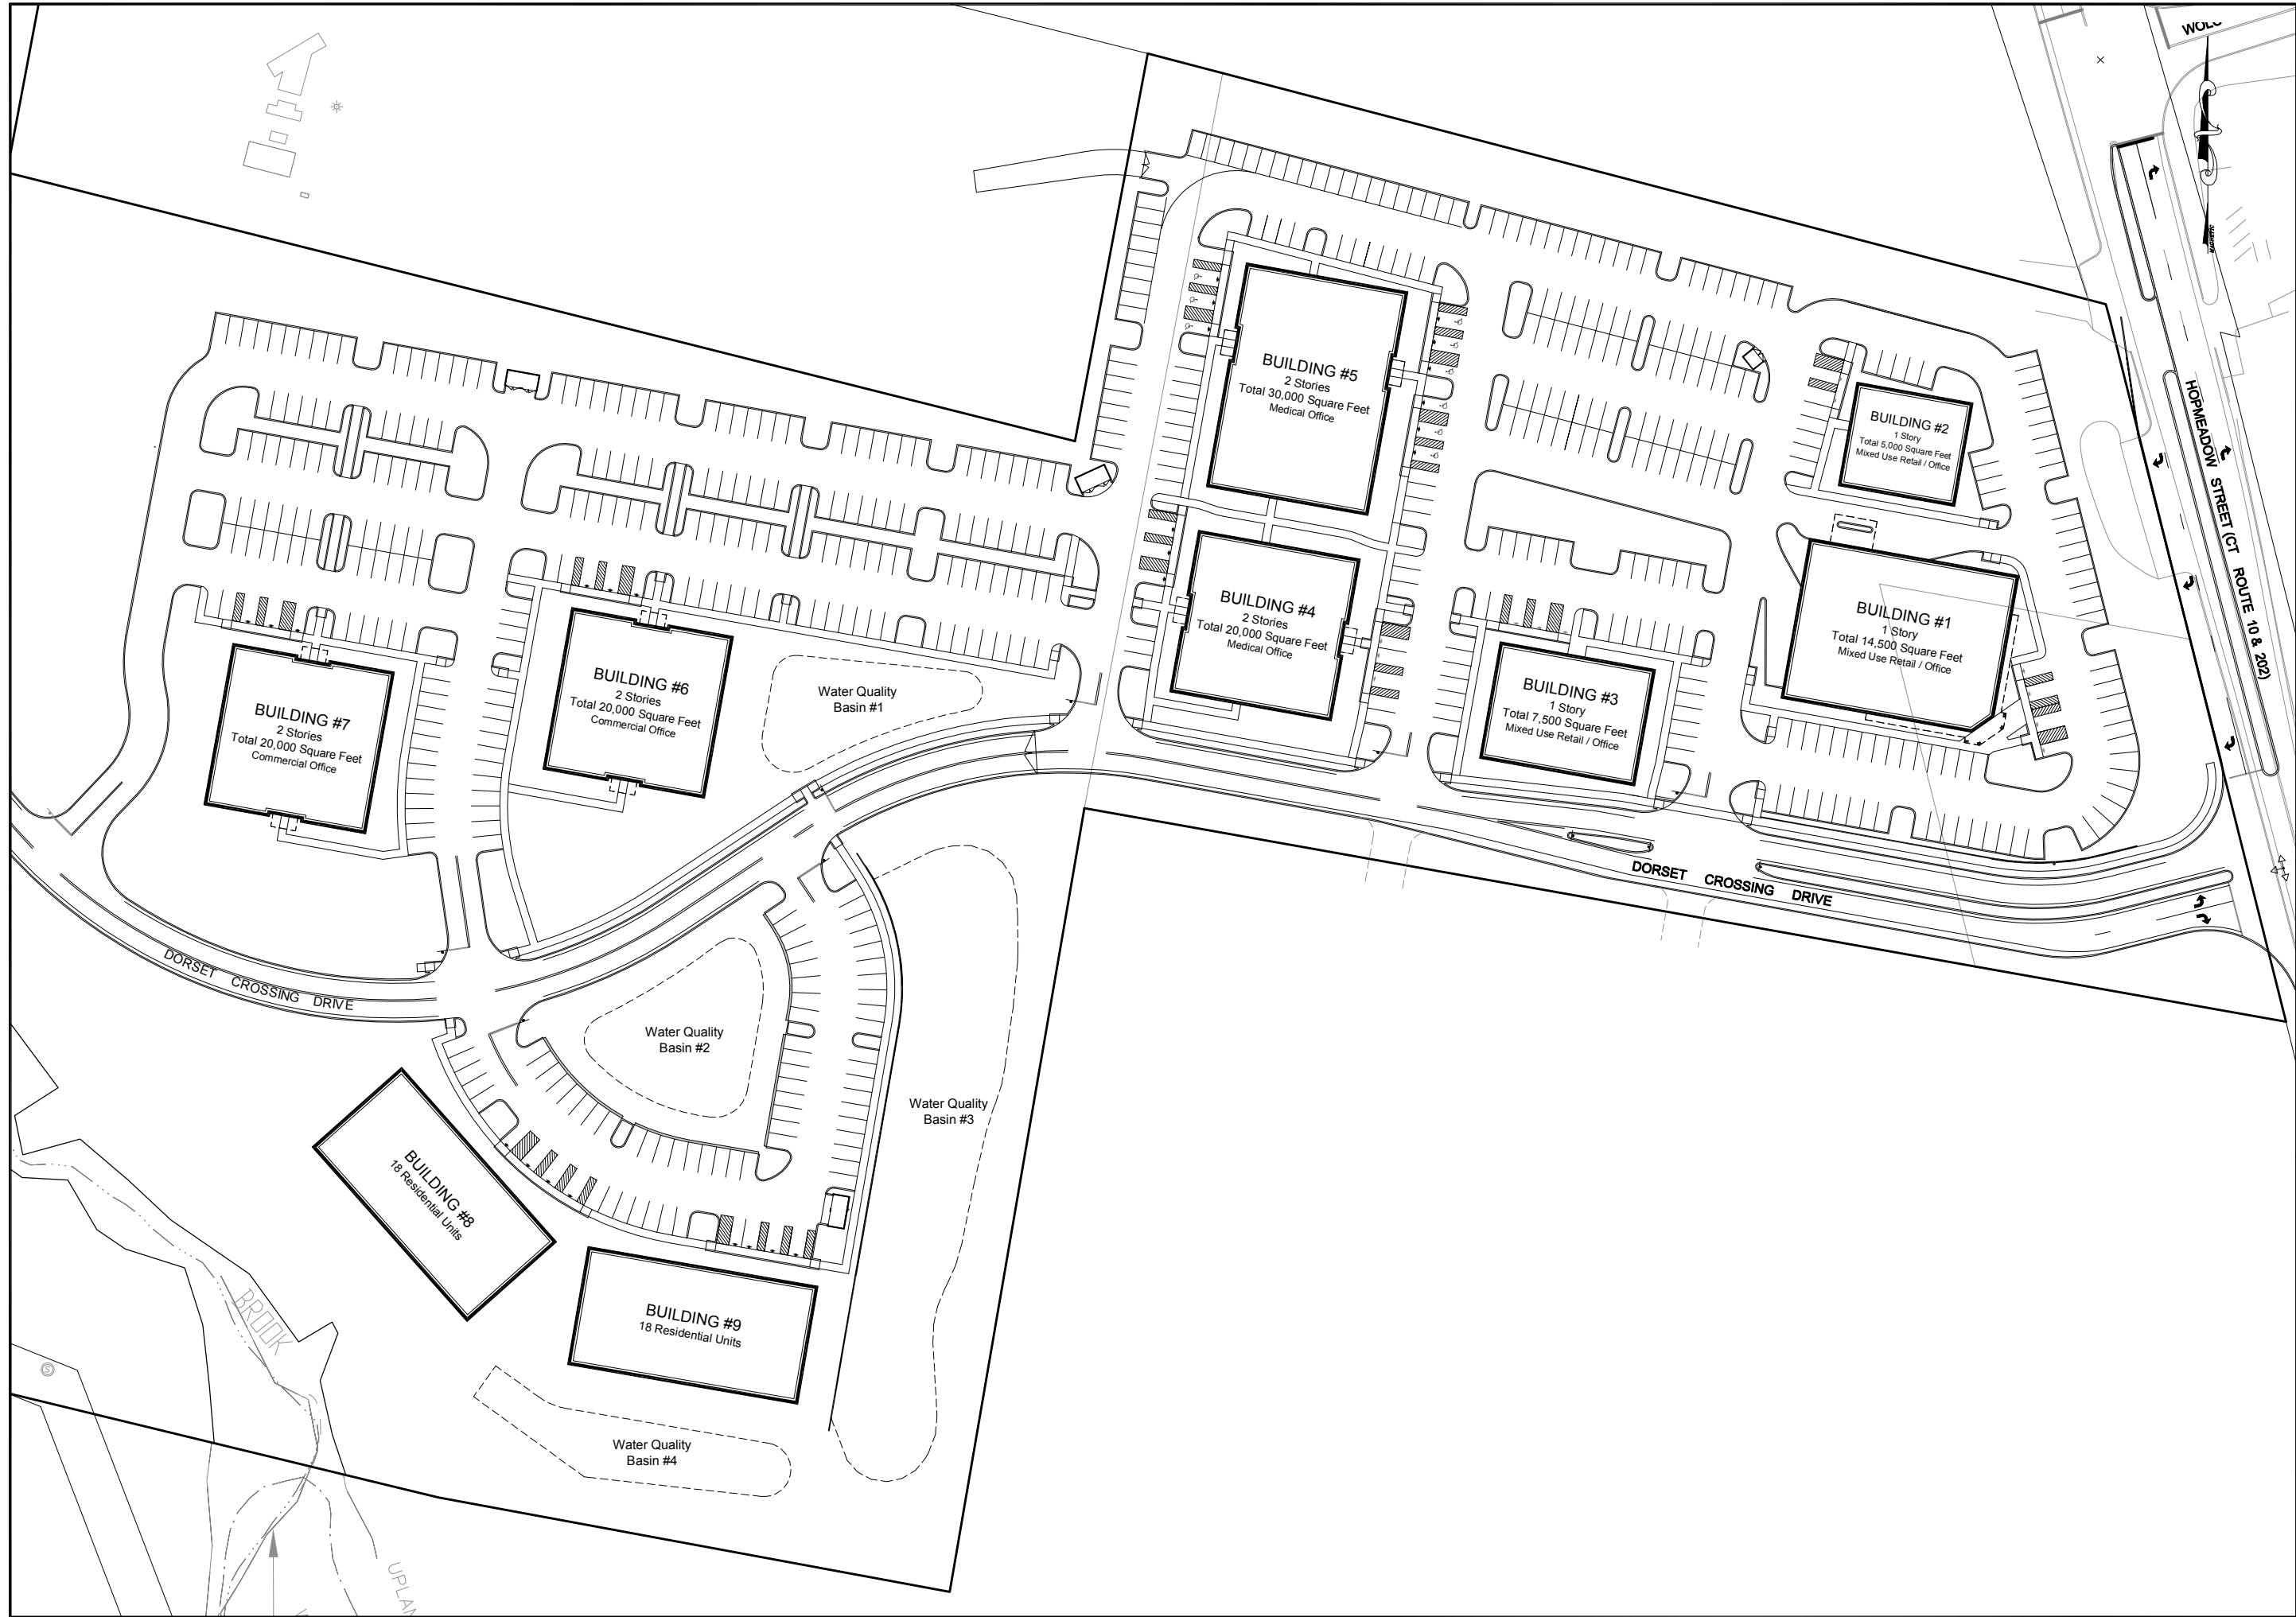 BUILDING #5
2 Stories
Total 30,000 Square Feet
Medical Office
BUILDING #2
1 Story
Total 5,000 Square Feet
Mixed Use Retail / Office
HOPMEADOW STREET (CT ROUTE 10 & 202)
BUILDING #4
2 Stories
Total 20,000 Square Feet
Medical Office
BUILDING #1
1 Story
Total 14,500 Square Feet
Mixed Use Retail / Office
BUILDING #3
1 Story
Total 7,500 Square Feet
Mixed Use Retail / Office
BUILDING #6
2 Stories
Total 20,000 Square Feet
Commercial Office
Water Quality
Basin #1
BUILDING #7
2 Stories
Total 20,000 Square Feet
Commercial Office
DORSET CROSSING DRIVE
DORSET CROSSING DRIVE
Water Quality
Basin #2
Water Quality
Basin #3
BUILDING #8
18 Residential Units
BUILDING #9
18 Residential Units
BROOK
Water Quality
Basin #4